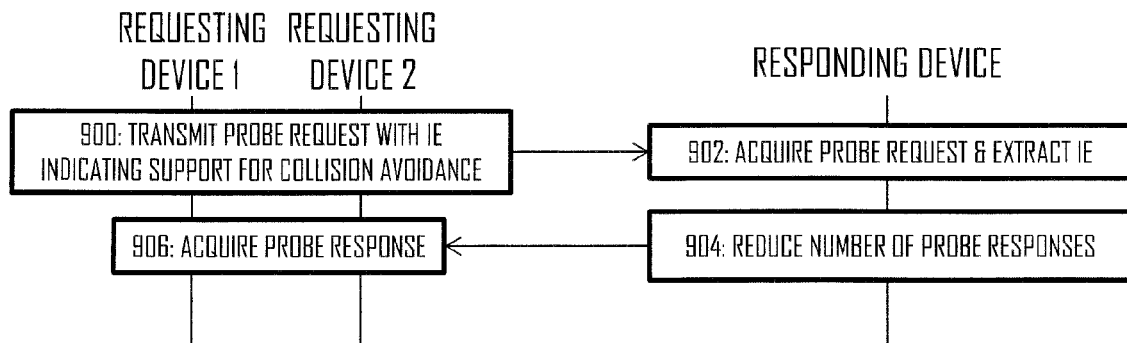 REQUESTING REQUESTING
DEVICE 1 DEVICE 2
RESPONDING DEVICE
900: TRANSMIT PROBE REQUEST WITH IE
INDICATING SUPPORT FOR COLLISION AVOIDANCE
902: ACQUIRE PROBE REQUEST & EXTRACT IE
906: ACQUIRE PROBE RESPONSE
904: REDUCE NUMBER OF PROBE RESPONSES